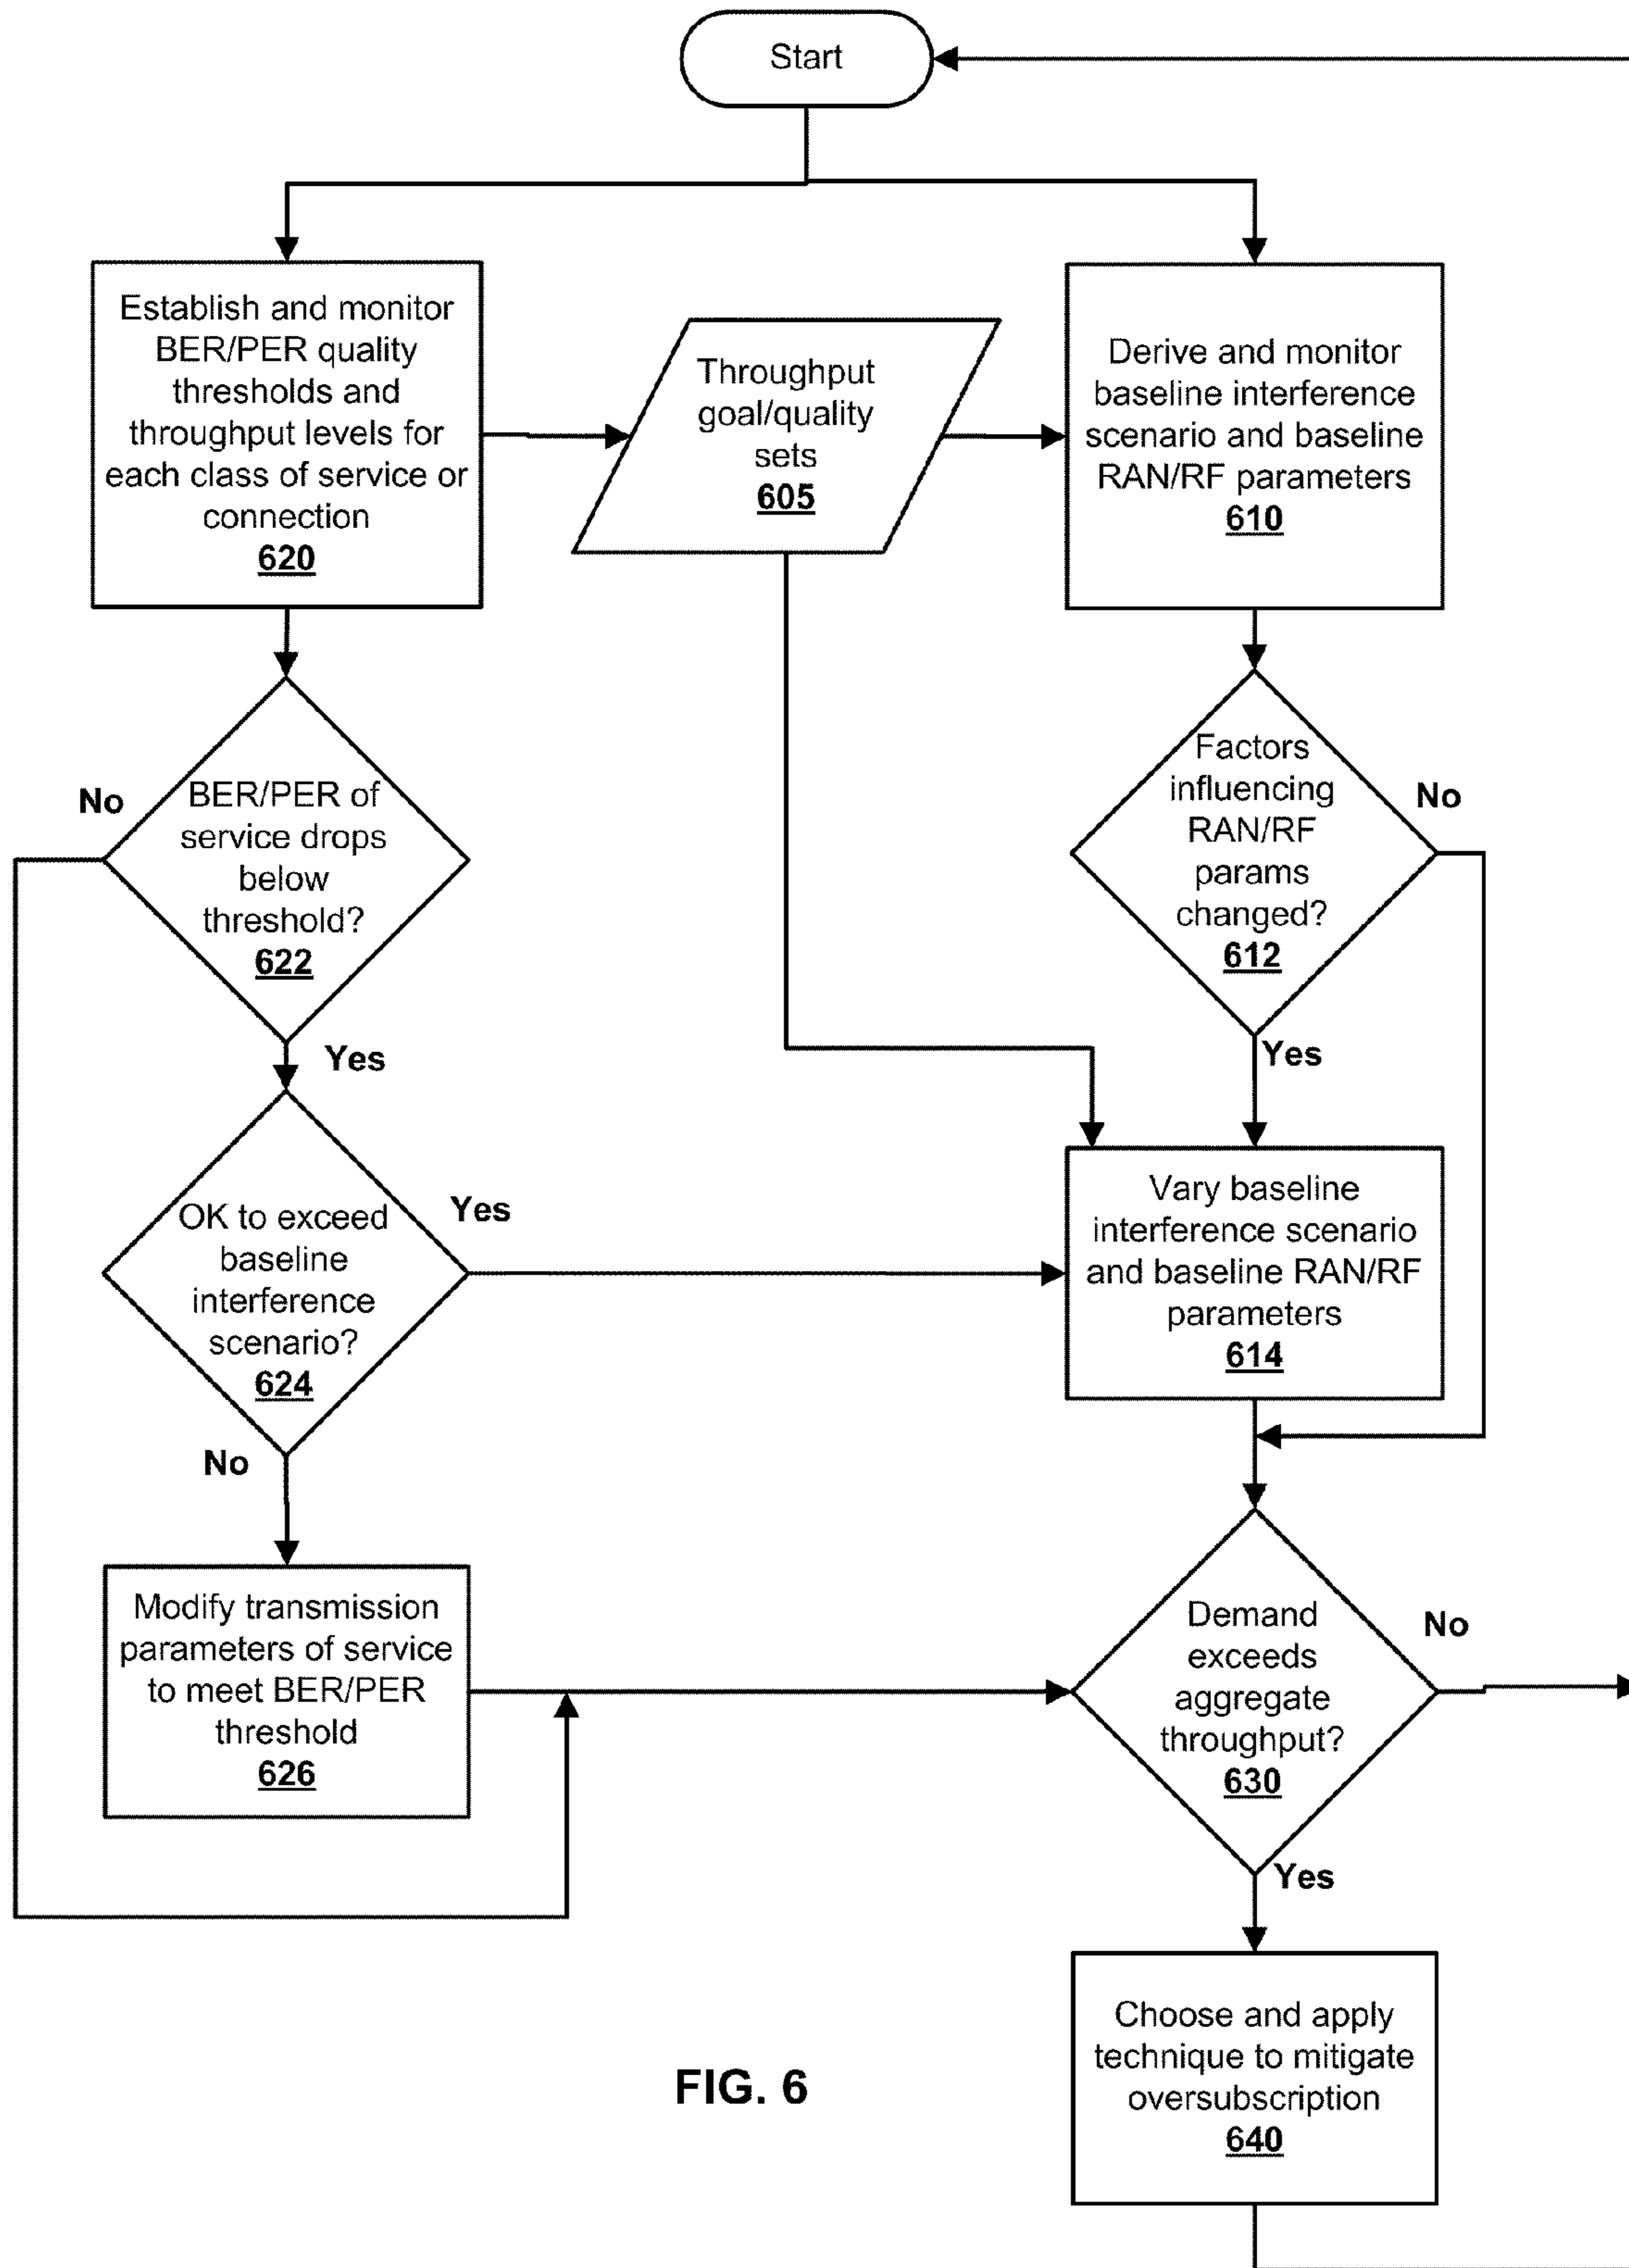 Start
Establish and monitor
BER/PER quality
thresholds and
throughput levels for
each class of service or
connection
620
Throughput
goal/quality
sets
605
Derive and monitor
baseline interference
scenario and baseline
RAN/RF parameters
610
No
BER/PER of
service drops
below
threshold?
622
Yes
Factors
influencing
RAN/RF
params
changed?
612
No
Yes
OK to exceed
baseline
interference
scenario?
624
Yes
No
Vary baseline
interference scenario
and baseline RAN/RF
parameters
614
Modify transmission
parameters of service
to meet BER/PER
threshold
626
Demand
exceeds
aggregate
throughput?
630
No
Yes
Choose and apply
technique to mitigate
oversubscription
640
FIG. 6